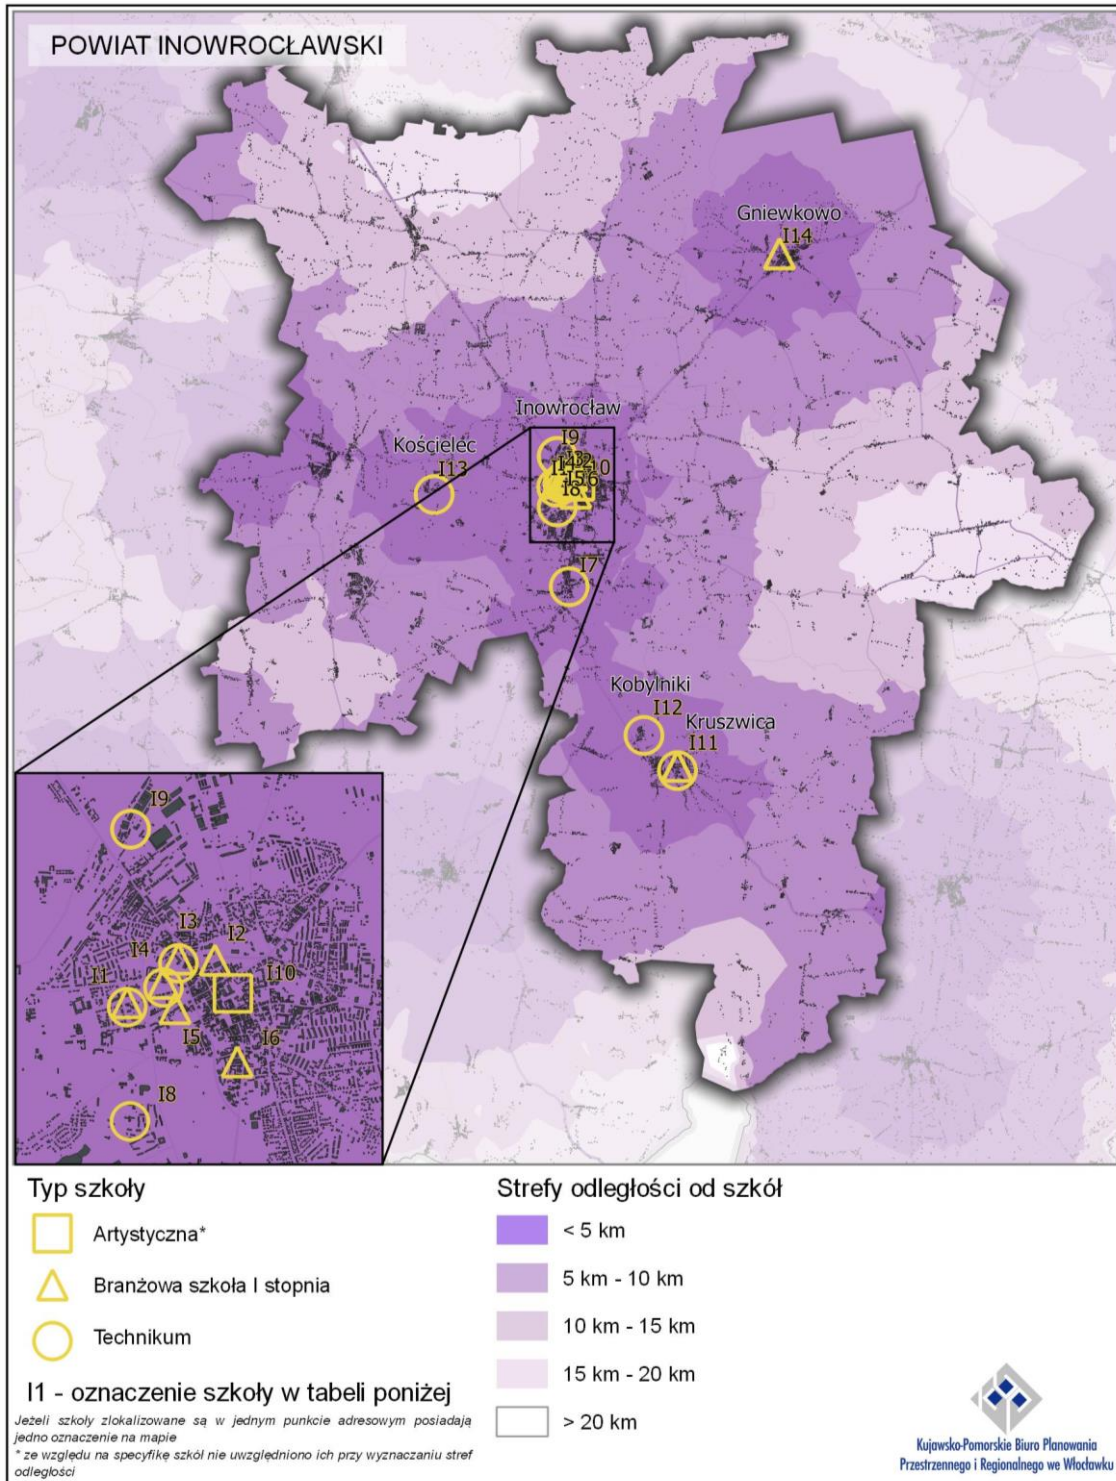 POWIAT INOWROCŁAWSKI
Gniewkowo
I14
Inowrocław
Kościelec
I13
I9
I8
I7
Kobylniki
I12
Kruszwica
I11
I9
I3
I2
I4
I1
I10
I5
I6
I8
Typ szkoły
Artystyczna*
Branżowa szkoła I stopnia
Technikum
I1 - oznaczenie szkoły w tabeli poniżej
Jeżeli szkoły zlokalizowane są w jednym punkcie adresowym posiadają
jedno oznaczenie na mapie
* ze względu na specyfikę szkół nie uwzględniono ich przy wyznaczaniu stref
odległości
Strefy odległości od szkół
< 5 km
5 km - 10 km
10 km - 15 km
15 km - 20 km
> 20 km
Kujawsko-Pomorskie Biuro Planowania
Przestrzennego i Regionalnego we Włocławku